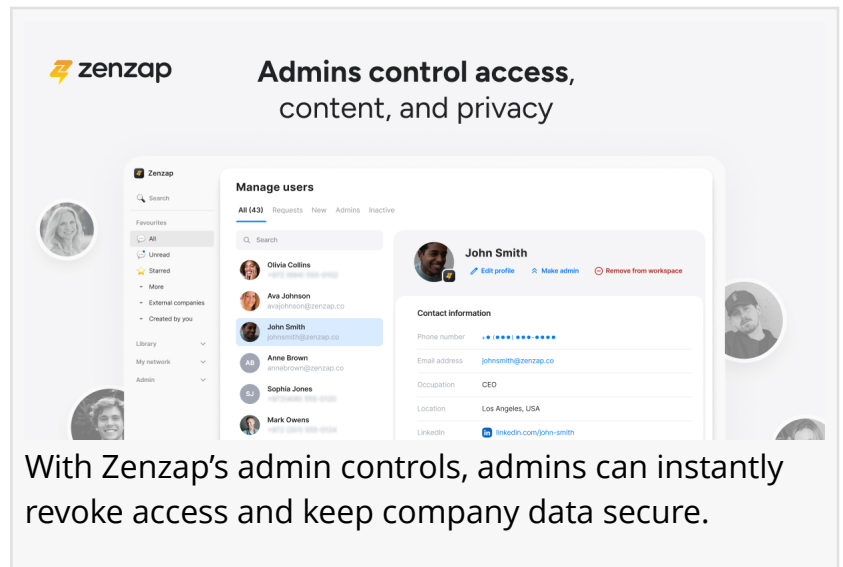 zenzap
Admins control access,
content, and privacy
Zenzap
Search
Favourites
All
Unread
Starred
More
External companies
Created by you
Library
My network
Admin
Manage users
All (43) Requests New Admins Inactive
Search
Olivia Collins
Ava Johnson
avajohnson@zenzap.co
John Smith
johnsmith@zenzap.co
AB Anne Brown
annebrown@zenzap.co
SJ Sophia Jones
Mark Owens
John Smith
Edit profile Make admin Remove from workspace
Contact information
Phone number
Email address johnsmith@zenzap.co
Occupation CEO
Location Los Angeles, USA
LinkedIn in linkedin.com/john-smith
With Zenzap’s admin controls, admins can instantly
revoke access and keep company data secure.